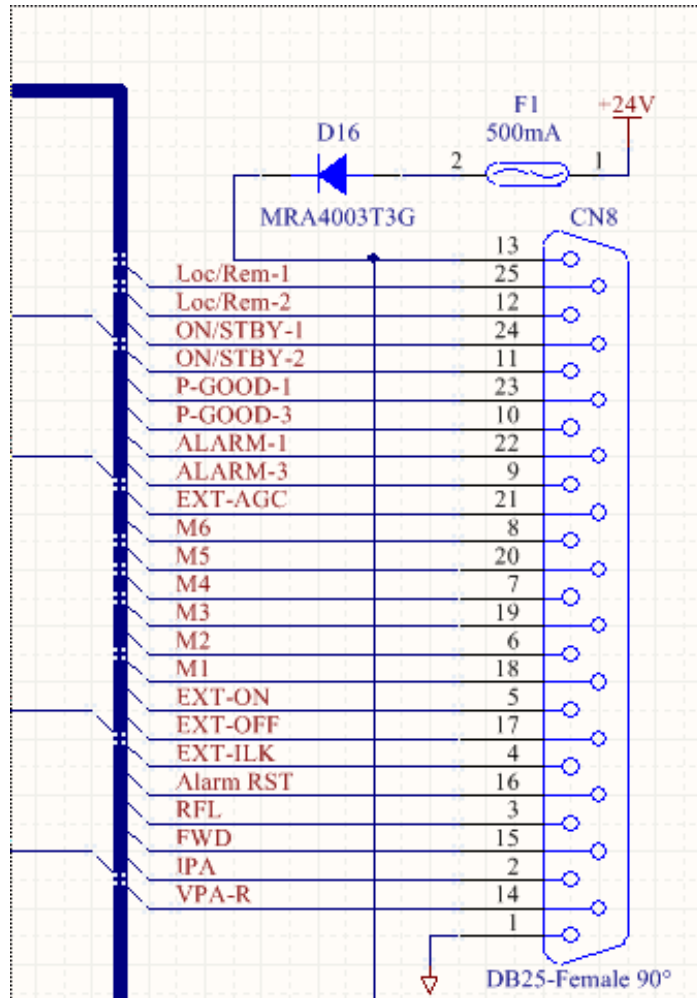 F1
+24V
D16
500mA
2
1
MRA4003T3G
CN8
13
Loc/Rem-1
25
Loc/Rem-2
12
ON/STBY-1
24
ON/STBY-2
11
P-GOOD-1
23
P-GOOD-3
10
ALARM-1
22
ALARM-3
9
EXT-AGC
21
M6
8
M5
20
M4
7
M3
19
M2
6
M1
18
EXT-ON
5
EXT-OFF
17
EXT-ILK
4
Alarm RST
16
RFL
3
FWD
15
IPA
2
VPA-R
14
1
DB25-Female 90°